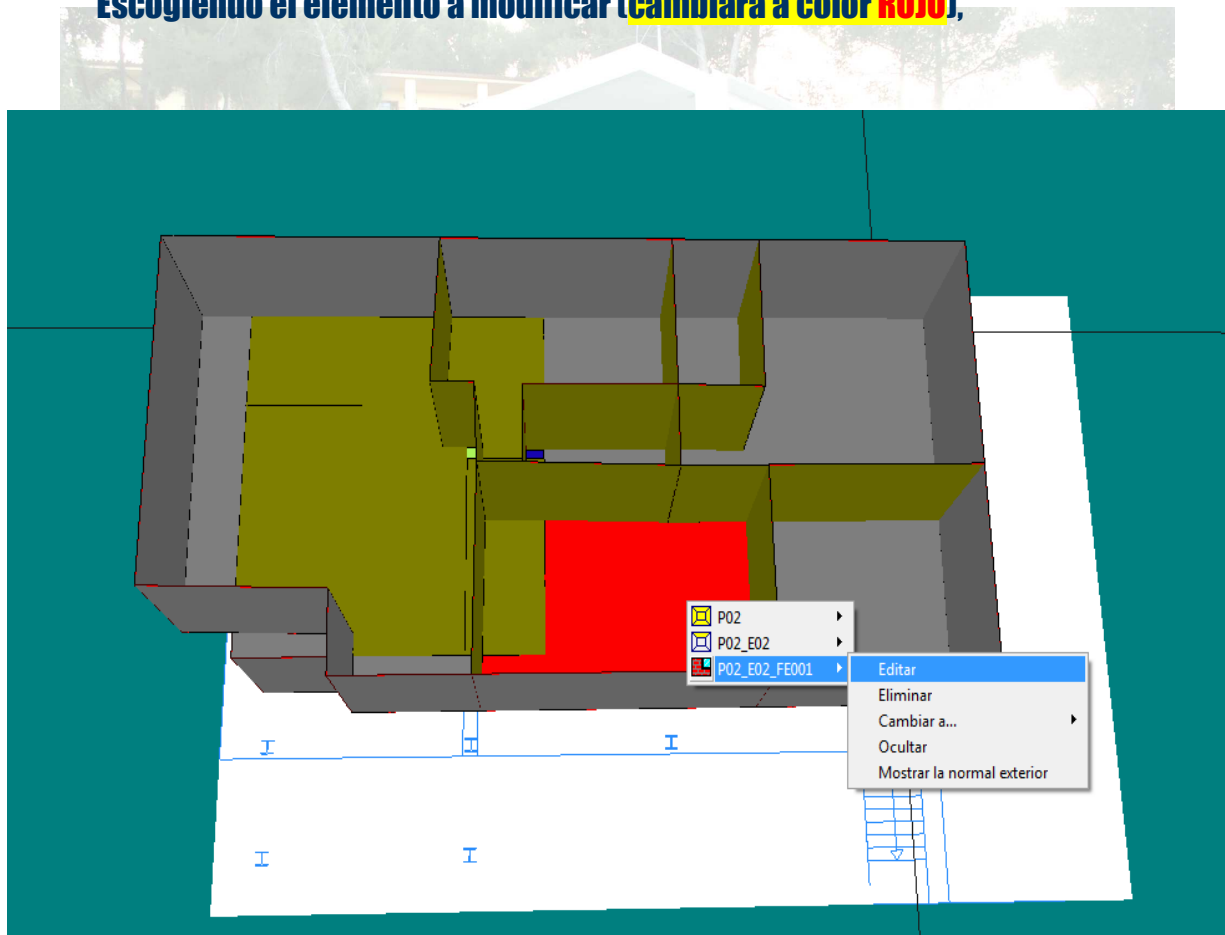 Escogiendo el elemento a modificar (cambiará a color ROJO),
P02
P02_E02
P02_E02_FE001
Editar
Eliminar
Cambiar a...
Ocultar
Mostrar la normal exterior